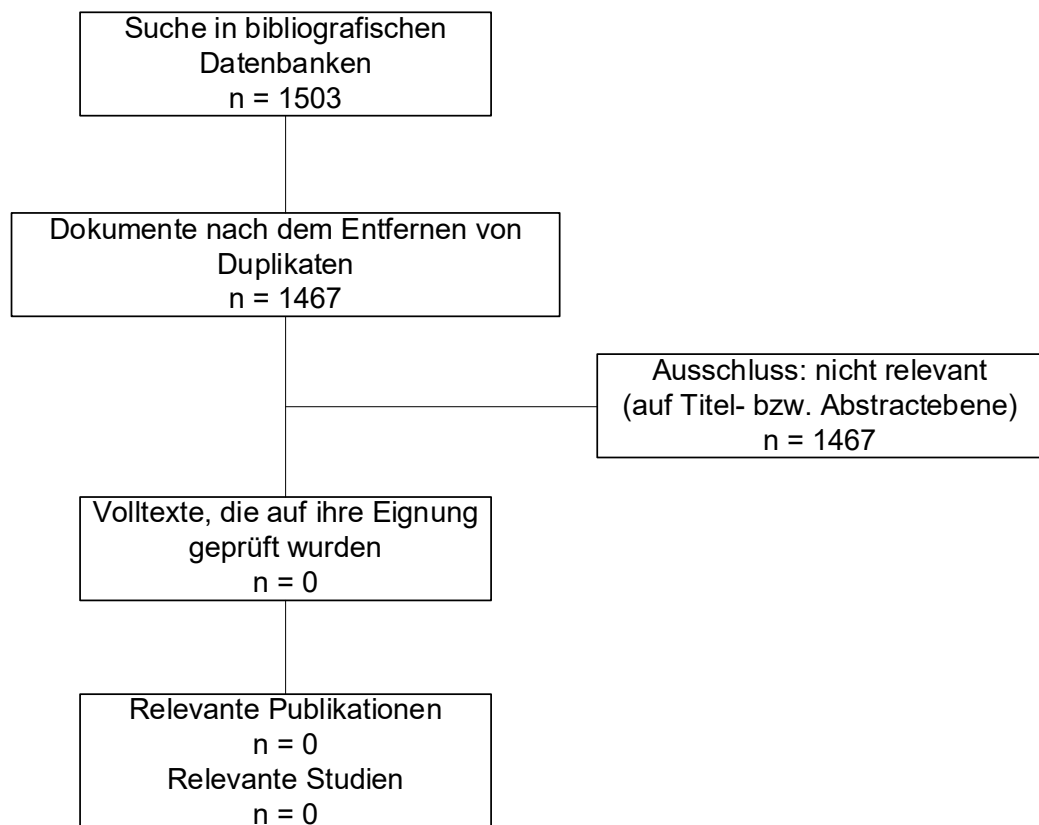 Suche in bibliografischen
Datenbanken
n = 1503
Dokumente nach dem Entfernen von
Duplikaten
n = 1467
Ausschluss: nicht relevant
(auf Titel- bzw. Abstractebene)
n = 1467
Volltexte, die auf ihre Eignung
geprüft wurden
n = 0
Relevante Publikationen
n = 0
Relevante Studien
n = 0